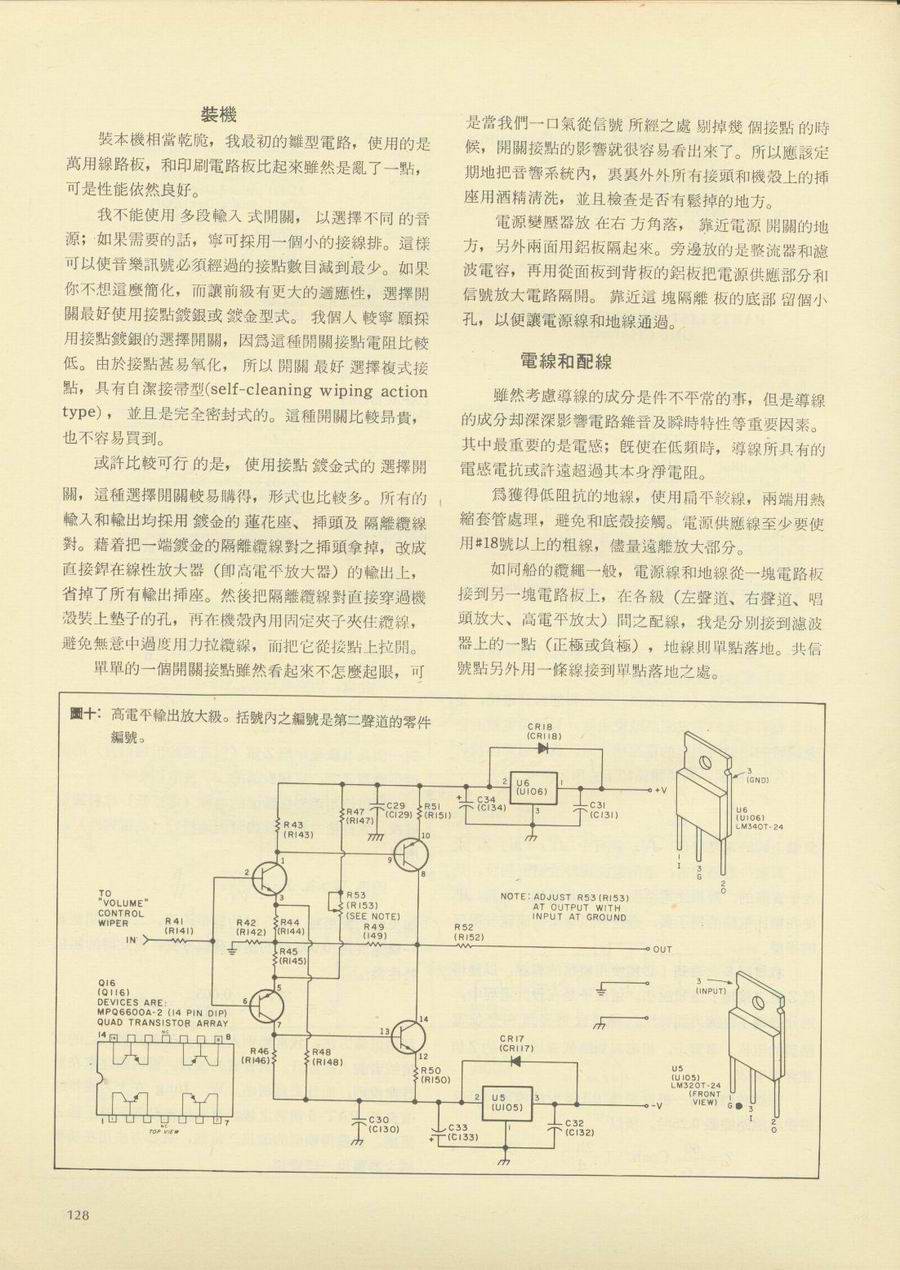 裝機
裝本機相當乾脆，我最初的雛型電路，使用的是
萬用線路板，和印刷電路板比起來雖然是亂了一點，
可是性能依然良好。
我不能使用多段輸入式開關，以選擇不同的音
源；如果需要的話，寧可採用一個小的接線排。這樣
可以使音樂訊號必須經過的接點數目減到最少。如果
你不想這麼簡化，而讓前級有更大的適應性，選擇開
關最好使用接點鍍銀或鍍金型式。我個人較寧願採
用接點鍍銀的選擇開關，因爲這種開關接點電阻比較
低。由於接點甚易氧化，所以開關最好選擇複式接
點，具有自潔接帶型(self-cleaning wiping action
type)，並且是完全密封式的。這種開關比較昂貴，
也不容易買到。
或許比較可行的是，使用接點鍍金式的選擇開
關，這種選擇開關較易購得，形式也比較多。所有的
輸入和輸出均採用鍍金的蓮花座、揷頭及隔離纜線
對。藉着把一端鍍金的隔離纜線對之揷頭拿掉，改成
直接銲在線性放大器（卽高電平放大器）的輸出上，
省掉了所有輸出揷座。然後把隔離纜線對直接穿過機
殼裝上墊子的孔，再在機殼內用固定夾子夾住纜線，
避免無意中過度用力拉纜線，而把它從接點上拉開。
單單的一個開關接點雖然看起來不怎麼起眼，可
是當我們一口氣從信號所經之處剔掉幾個接點的時
候，開關接點的影響就很容易看出來了。所以應該定
期地把音響系統內，裏裏外外所有接頭和機殼上的揷
座用酒精淸洗，並且檢查是否有鬆掉的地方。
電源變壓器放在右方角落，靠近電源開關的地
方，另外兩面用鋁板隔起來。旁邊放的是整流器和濾
波電容，再用從面板到背板的鋁板把電源供應部分和
信號放大電路隔開。靠近這塊隔離板的底部留個小
孔，以便讓電源線和地線通過。
電線和配線
雖然考慮導線的成分是件不平常的事，但是導線
的成分却深深影響電路雜音及瞬時特性等重要因素。
其中最重要的是電感；旣使在低頻時，導線所具有的
電感電抗或許遠超過其本身淨電阻。
爲獲得低阻抗的地線，使用扁平絞線，兩端用熱
縮套管處理，避免和底殼接觸。電源供應線至少要使
用#18號以上的粗線，儘量遠離放大部分。
如同船的纜繩一般，電源線和地線從一塊電路板
接到另一塊電路板上，在各級（左聲道、右聲道、唱
頭放大、高電平放大）間之配線，我是分別接到濾波
器上的一點（正極或負極），地線則單點落地。共信
號點另外用一條線接到單點落地之處。
圖十：高電平輸出放大級。括號內之編號是第二聲道的零件
編號。
CR18
(CR118)
2
U6
(U106)
1
3
+V
C34
(C134)
C31
(C131)
R43
(R143)
R47
(R147)
C29
(C129)
R51
(R151)
10
9
8
1
2
3
3
(GND)
U6
(U106)
LM340T-24
1
I
3
G
2
O
TO
"VOLUME"
CONTROL
WIPER
IN
R41
(R141)
R42
(R142)
R44
(R144)
R45
(R145)
R53
(R153)
(SEE NOTE)
R49
(149)
R52
(R152)
NOTE: ADJUST R53 (R153)
AT OUTPUT WITH
INPUT AT GROUND
OUT
Q16
(Q116)
DEVICES ARE:
MPQ6600A-2 (14 PIN DIP)
QUAD TRANSISTOR ARRAY
14
NC
8
1
NC
7
TOP VIEW
5
6
7
13
14
12
R46
(R146)
R48
(R148)
R50
(R150)
CR17
(CR117)
2
U5
(U105)
3
1
-V
C30
(C130)
C33
(C133)
C32
(C132)
3
(INPUT)
U5
(U105)
LM320T-24
(FRONT
VIEW)
1
G
3
I
2
O
128